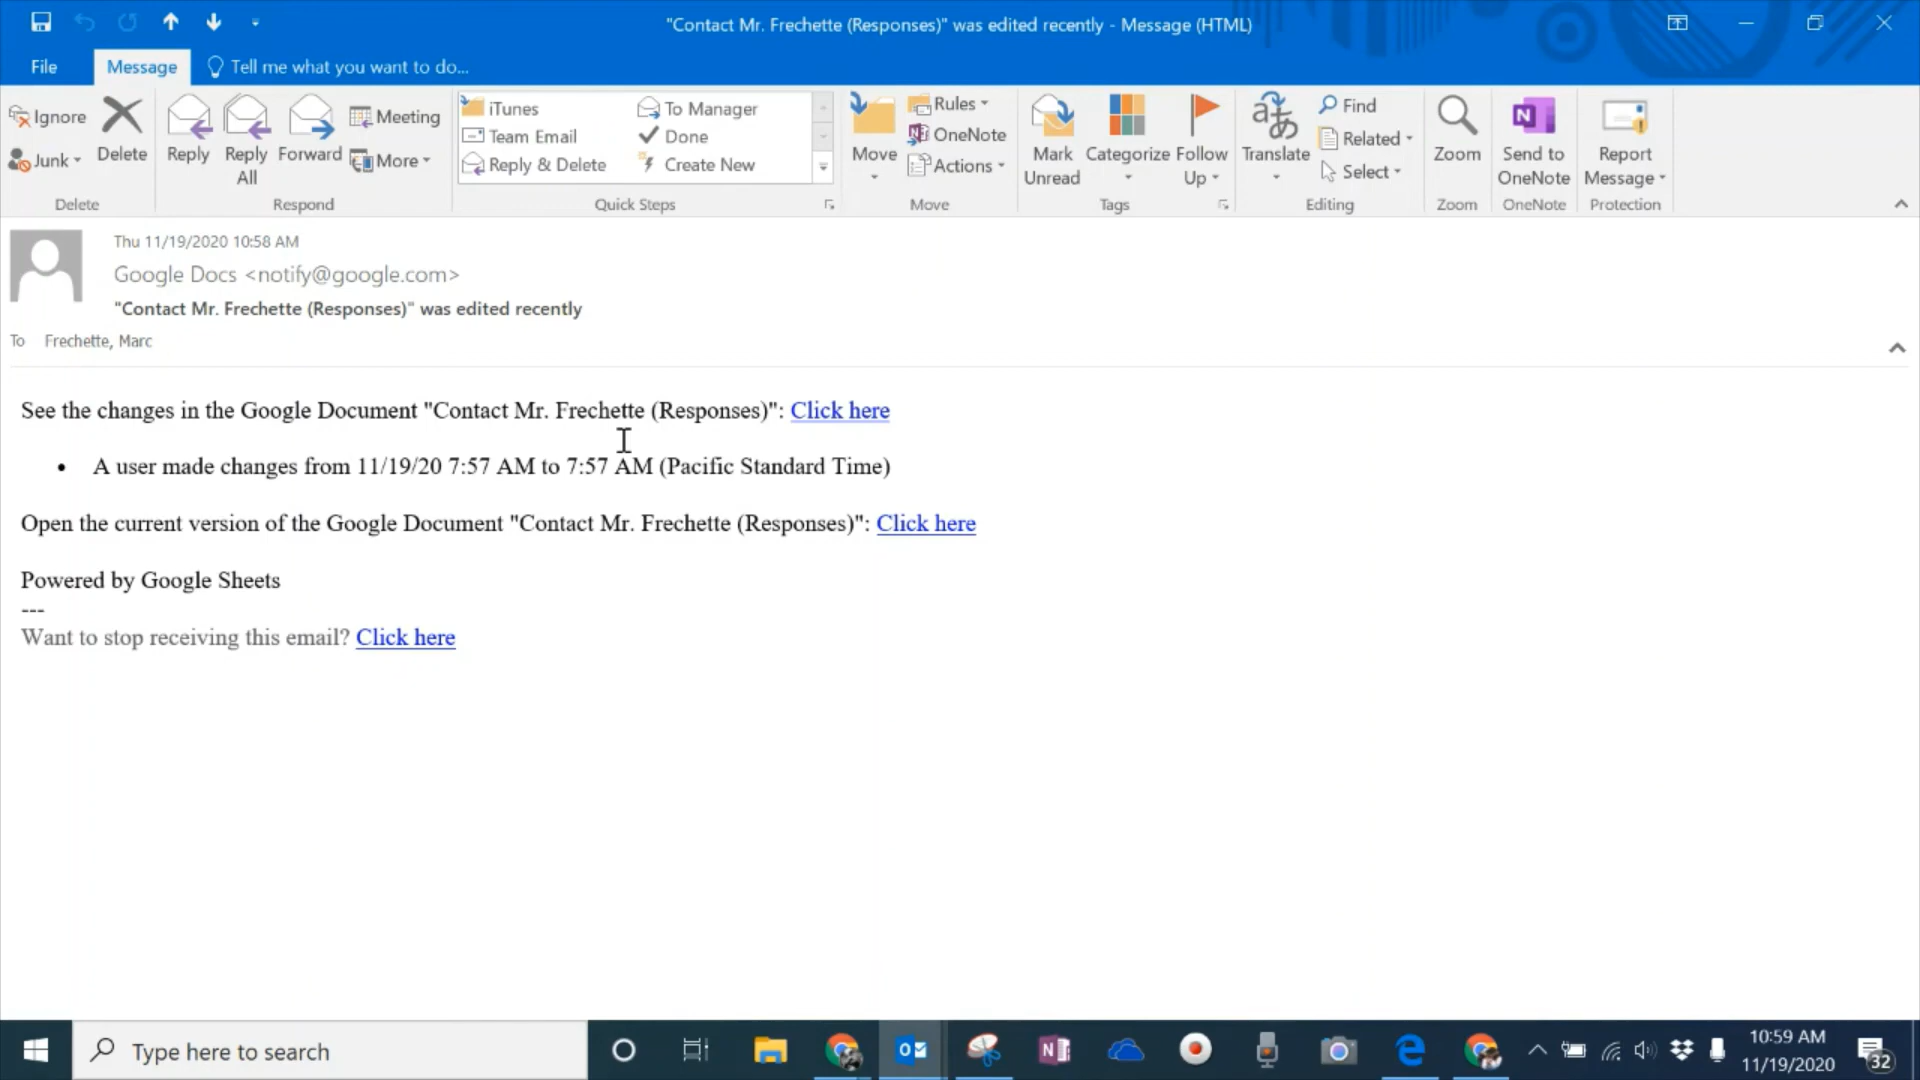 "Contact Mr. Frechette (Responses)" was edited recently - Message (HTML)
File
Message
Tell me what you want to do...
Ignore
Junk
Delete
Delete
Reply
Reply All
Forward
Meeting
More
Respond
iTunes
Team Email
Reply & Delete
To Manager
Done
Create New
Quick Steps
Move
Rules
OneNote
Actions
Move
Mark Unread
Categorize
Follow Up
Tags
Translate
Find
Related
Select
Editing
Zoom
Zoom
Send to OneNote
OneNote
Report Message
Protection
Thu 11/19/2020 10:58 AM
Google Docs <notify@google.com>
"Contact Mr. Frechette (Responses)" was edited recently
To Frechette, Marc
See the changes in the Google Document "Contact Mr. Frechette (Responses)": Click here
• A user made changes from 11/19/20 7:57 AM to 7:57 AM (Pacific Standard Time)
Open the current version of the Google Document "Contact Mr. Frechette (Responses)": Click here
Powered by Google Sheets
---
Want to stop receiving this email? Click here
Type here to search
10:59 AM
11/19/2020
32